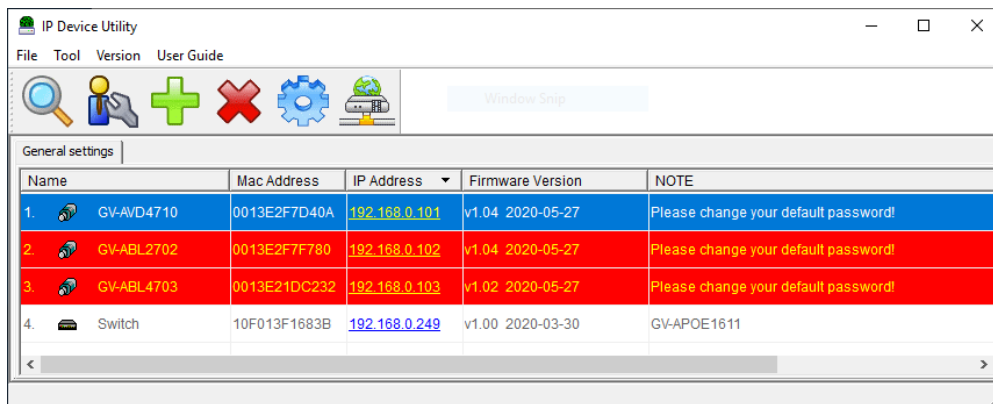 IP Device Utility
File Tool Version User Guide
Window Snip
General settings
Name Mac Address IP Address Firmware Version NOTE
1. GV-AVD4710 0013E2F7D40A 192.168.0.101 v1.04 2020-05-27 Please change your default password!
2. GV-ABL2702 0013E2F7F780 192.168.0.102 v1.04 2020-05-27 Please change your default password!
3. GV-ABL4703 0013E21DC232 192.168.0.103 v1.02 2020-05-27 Please change your default password!
4. Switch 10F013F1683B 192.168.0.249 v1.00 2020-03-30 GV-APOE1611